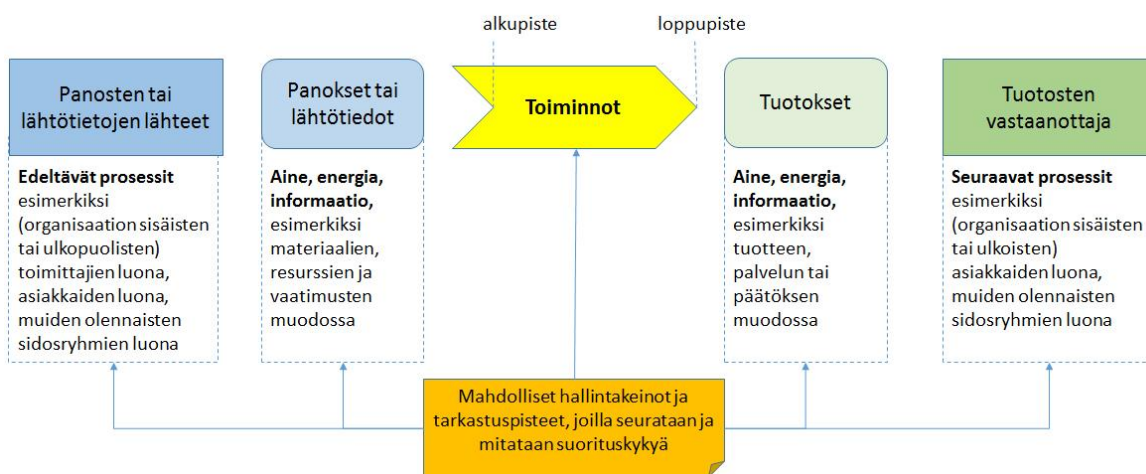 alkupiste
loppupiste
Panosten tai
lähtötietojen lähteet
Panokset tai
lähtötiedot
Toiminnot
Tuotokset
Tuotosten
vastaanottaja
Edeltävät prosessit
esimerkiksi
(organisaation sisäisten
tai ulkopuolisten)
toimittajien luona,
asiakkaiden luona,
muiden olennaisten
sidosryhmien luona
Aine, energia,
informaatio,
esimerkiksi
materiaalien,
resurssien ja
vaatimusten
muodossa
Aine, energia,
informaatio,
esimerkiksi
tuotteen,
palvelun tai
päätöksen
muodossa
Seuraavat prosessit
esimerkiksi
(organisaation sisäisten
tai ulkoisten)
asiakkaiden luona,
muiden olennaisten
sidosryhmien luona
Mahdolliset hallintakeinot ja
tarkastuspisteet, joilla seurataan ja
mitataan suorituskykyä